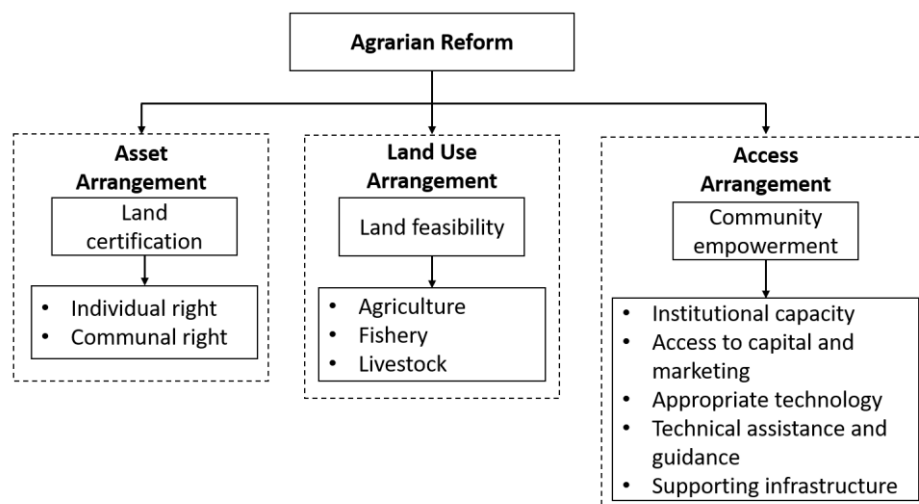 Agrarian Reform
Asset
Arrangement
Land
certification
• Individual right
• Communal right
Land Use
Arrangement
Land feasibility
• Agriculture
• Fishery
• Livestock
Access
Arrangement
Community
empowerment
• Institutional capacity
• Access to capital and
marketing
• Appropriate technology
• Technical assistance and
guidance
• Supporting infrastructure